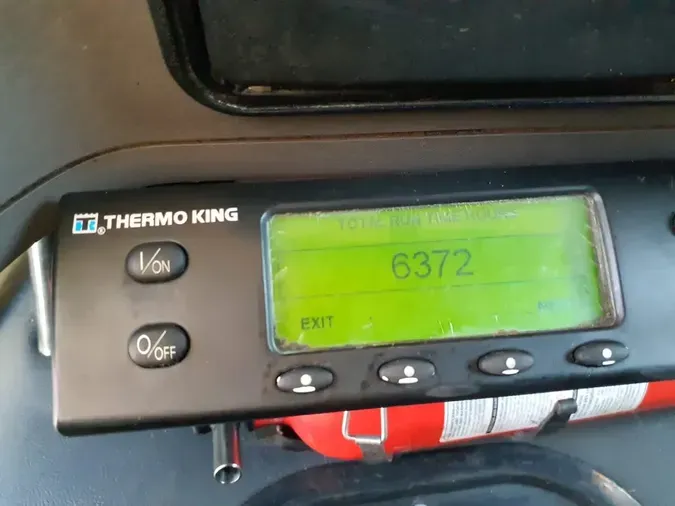 THERMO KING
®
TOTAL RUN TIME HOURS
6372
EXIT
I/ON
O/OFF